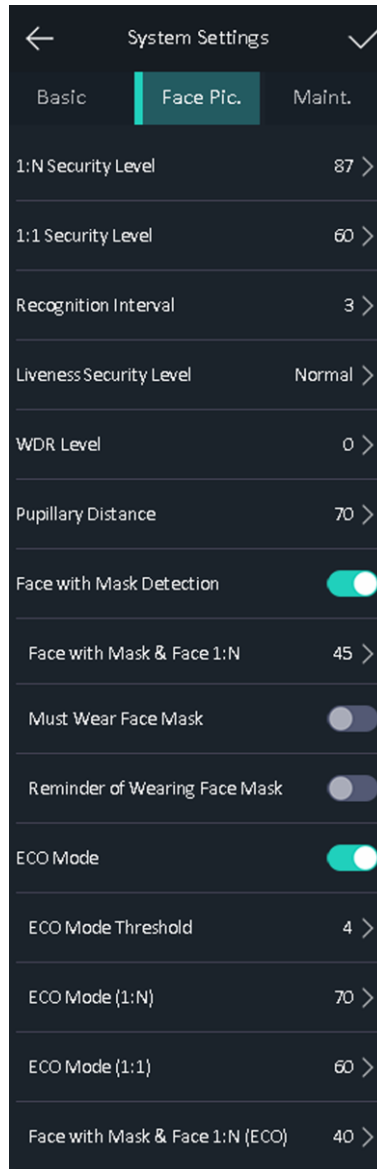 System Settings
Basic Face Pic. Maint.
1:N Security Level 87
1:1 Security Level 60
Recognition Interval 3
Liveness Security Level Normal
WDR Level 0
Pupillary Distance 70
Face with Mask Detection
Face with Mask & Face 1:N 45
Must Wear Face Mask
Reminder of Wearing Face Mask
ECO Mode
ECO Mode Threshold 4
ECO Mode (1:N) 70
ECO Mode (1:1) 60
Face with Mask & Face 1:N (ECO) 40